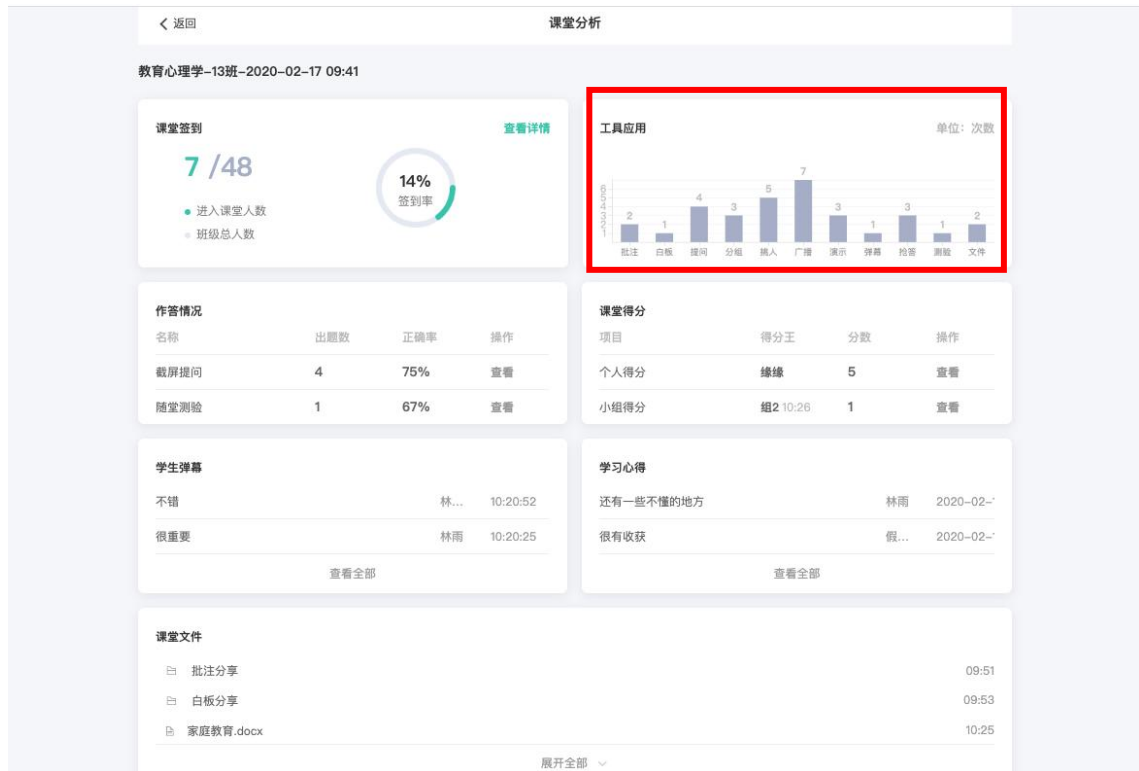 返回
课堂分析
教育心理学-13班-2020-02-17 09:41
课堂签到 查看详情
7 /48
进入课堂人数
班级总人数
14%
签到率
工具应用 单位：次数
6
5
4
3
2
1
2 1 4 3 5 7 3 1 3 1 2
批注 白板 提问 分组 挑人 广播 演示 弹幕 抢答 测验 文件
作答情况
名称 出题数 正确率 操作
截屏提问 4 75% 查看
随堂测验 1 67% 查看
课堂得分
项目 得分王 分数 操作
个人得分 缘缘 5 查看
小组得分 组2 10:26 1 查看
学生弹幕
不错 林... 10:20:52
很重要 林雨 10:20:25
查看全部
学习心得
还有一些不懂的地方 林雨 2020-02-
很有收获 假... 2020-02-
查看全部
课堂文件
批注分享 09:51
白板分享 09:53
家庭教育.docx 10:25
展开全部